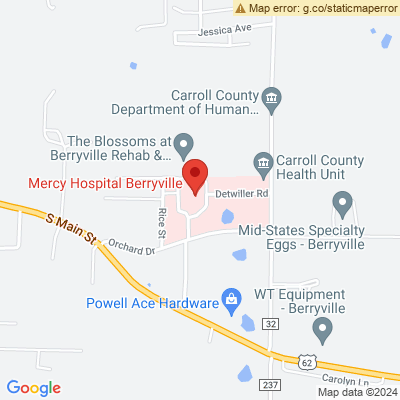 Map error: g.co/staticmaperror
Jessica Ave
Carroll County
Department of Human...
The Blossoms at
Berryville Rehab &...
Carroll County
Health Unit
Mercy Hospital Berryville
Detwiller Rd
Rice St
S Main St
Orchard Dr
Mid-States Specialty
Eggs - Berryville
Powell Ace Hardware
WT Equipment
- Berryville
32
62
237
Carolyn Ln
Google
Map data ©2024